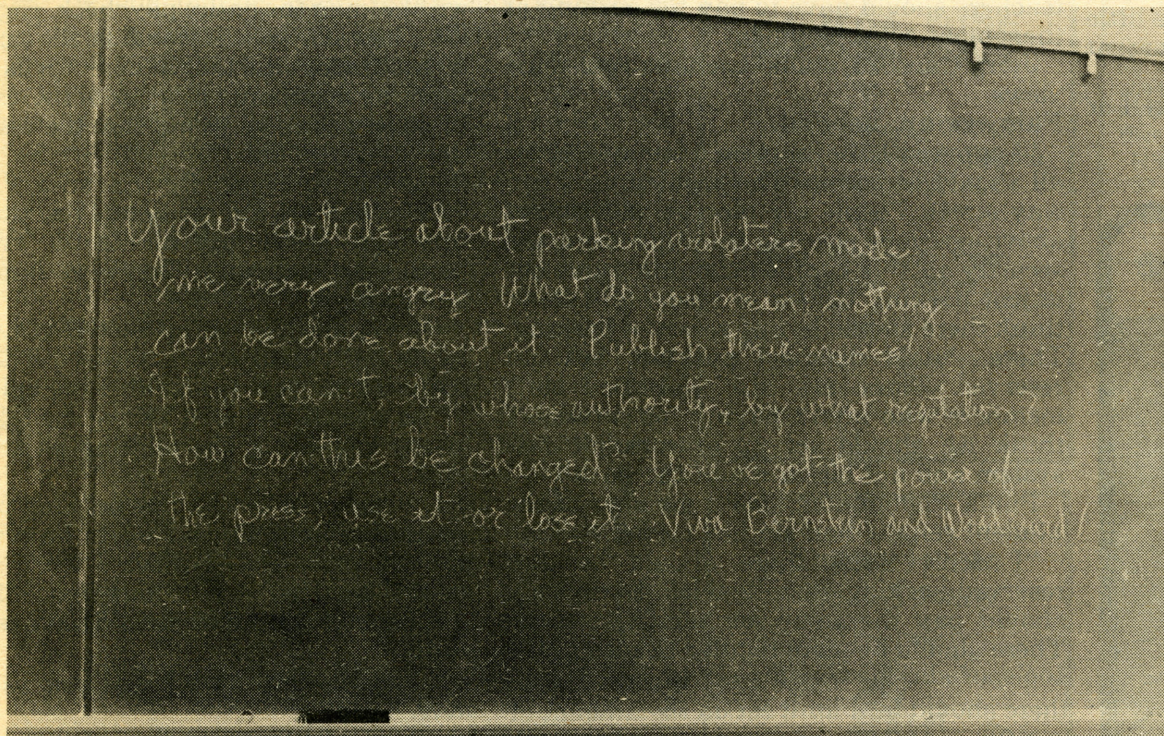 Your article about parking violaters made
me very angry. What do you mean; nothing
can be done about it. Publish their names!
If you can't, by whose authority, by what regulation?
How can this be changed? You've got the power of
the press; use it or lose it. Viva Bernstein and Woodward!